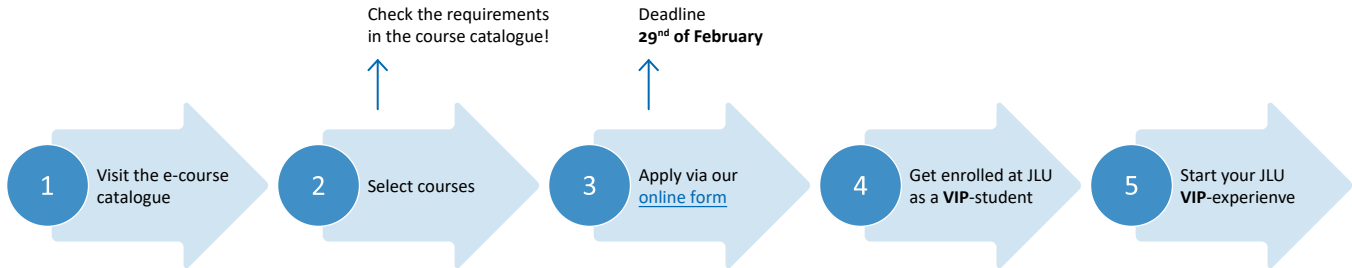 Check the requirements
in the course catalogue!
Deadline
29nd of February
1
Visit the e-course
catalogue
2
Select courses
3
Apply via our
online form
4
Get enrolled at JLU
as a VIP-student
5
Start your JLU
VIP-experienve